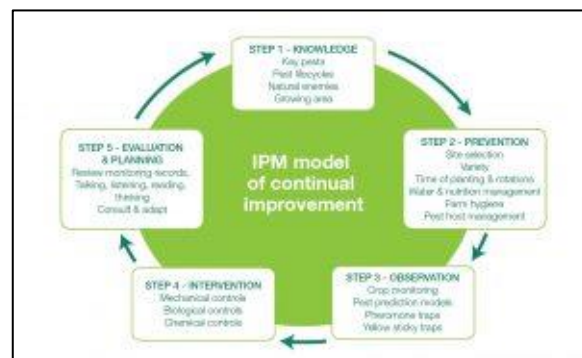 STEP 1 - KNOWLEDGE
Key pests
Pest lifecycles
Natural enemies
Growing area
STEP 2 - PREVENTION
Site selection
Variety
Time of planting & rotations
Water & nutrition management
Farm hygiene
Pest host management
STEP 3 - OBSERVATION
Crop monitoring
Pest prediction models
Pheromone traps
Yellow sticky traps
STEP 4 - INTERVENTION
Mechanical controls
Biological controls
Chemical controls
STEP 5 - EVALUATION
& PLANNING
Review monitoring records,
Talking, listening, reading,
thinking
Consult & adapt
IPM model
of continual
improvement